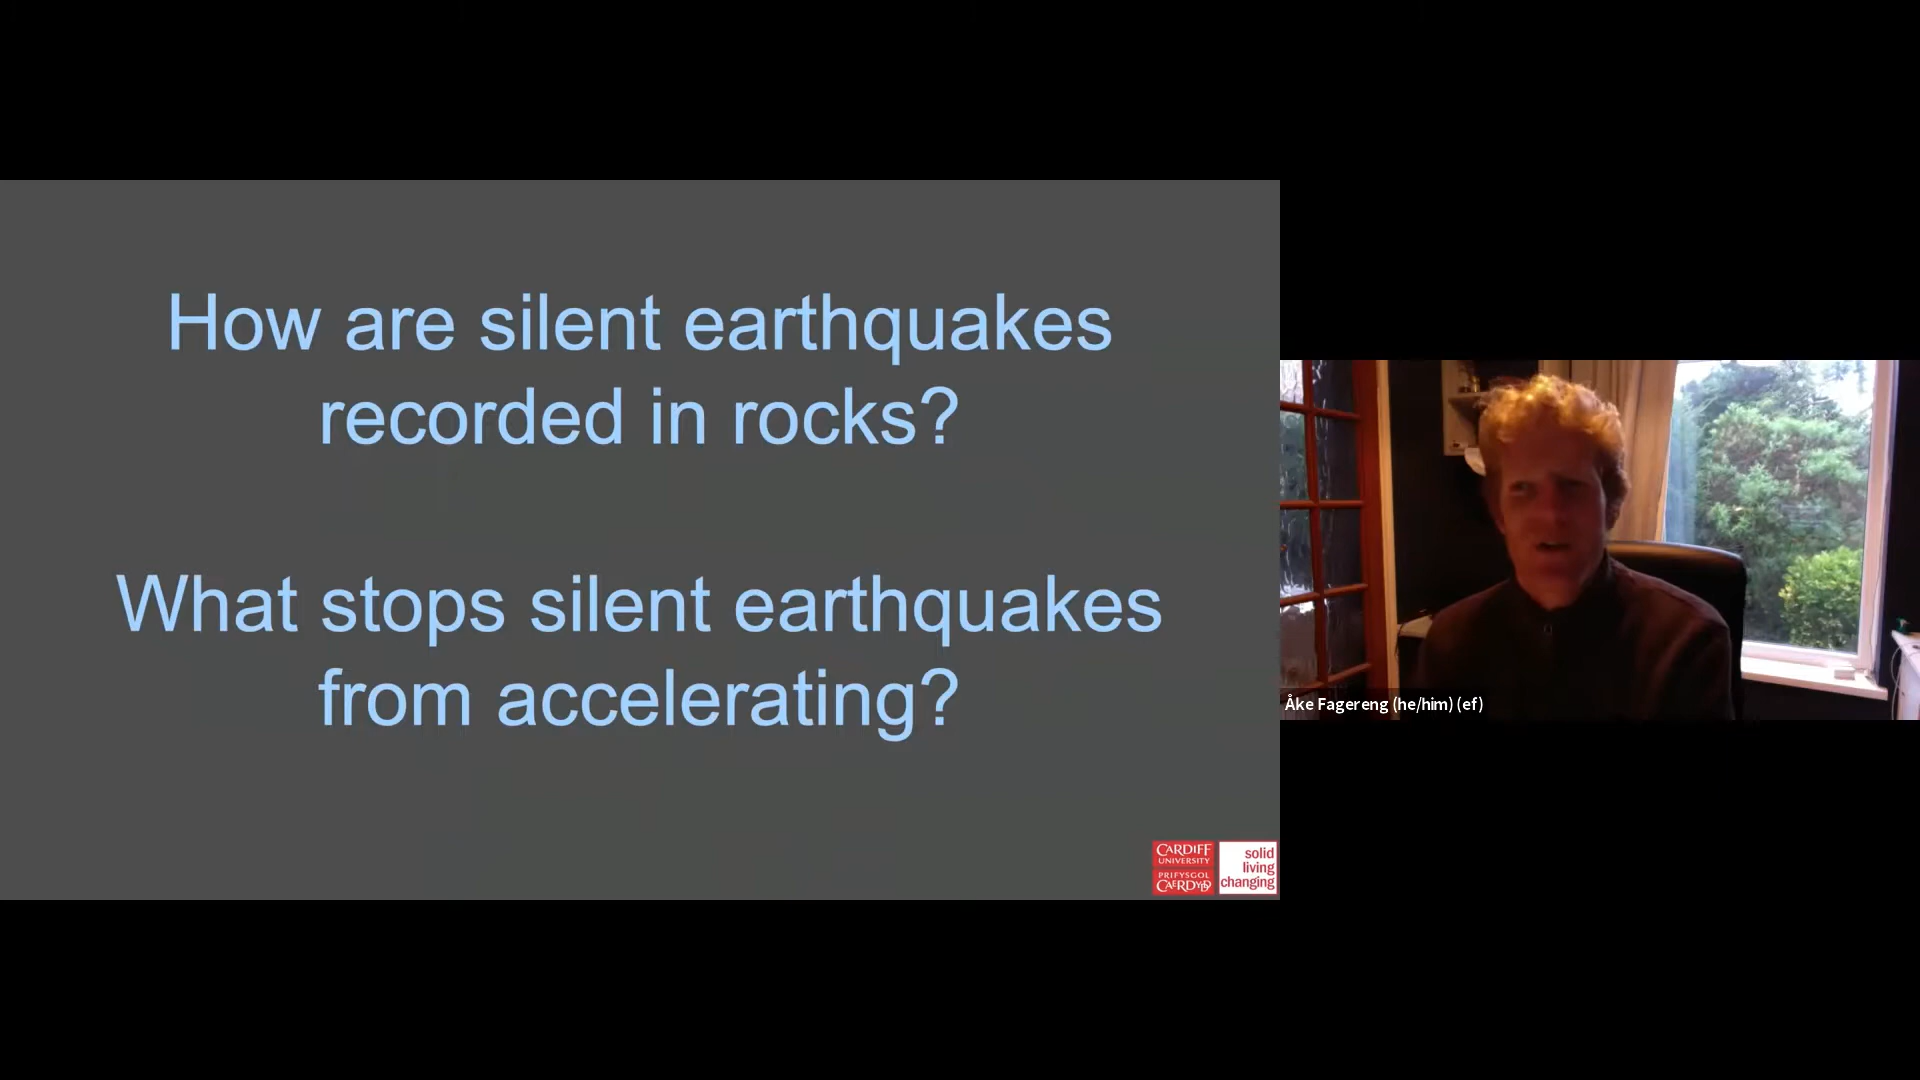 How are silent earthquakes
recorded in rocks?
What stops silent earthquakes
from accelerating?
CARDIFF
UNIVERSITY
PRIFYSGOL
CAERDYDD
solid
living
changing
Åke Fagereng (he/him) (ef)